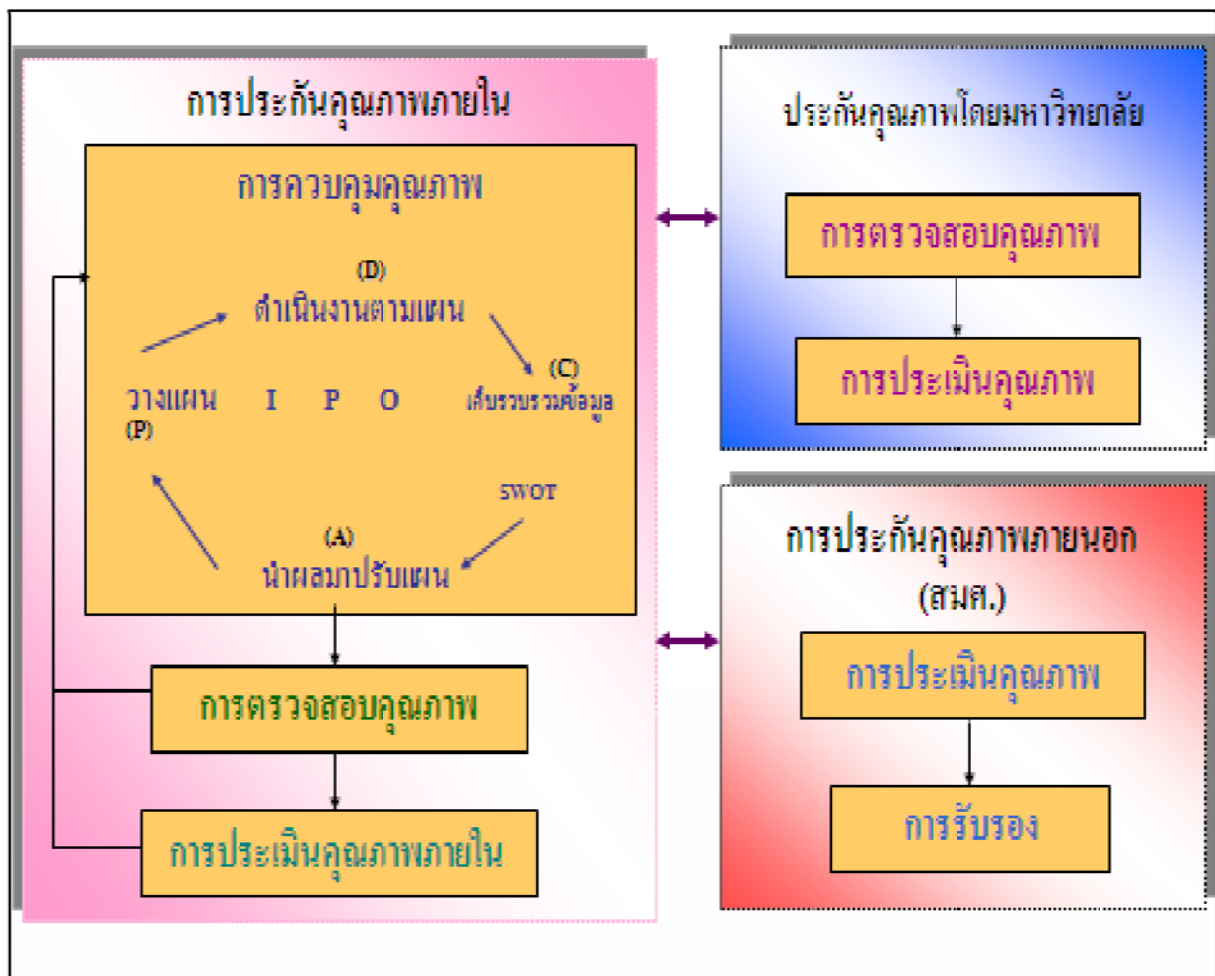 การประกันคุณภาพภายใน
การควบคุมคุณภาพ
(D)
ดำเนินงานตามแผน
(C)
วางแผน I P O เก็บรวบรวมข้อมูล
(P)
SWOT
(A)
นำผลมาปรับแผน
การตรวจสอบคุณภาพ
การประเมินคุณภาพภายใน
ประกันคุณภาพโดยมหาวิทยาลัย
การตรวจสอบคุณภาพ
การประเมินคุณภาพ
การประกันคุณภาพภายนอก
(สมศ.)
การประเมินคุณภาพ
การรับรอง